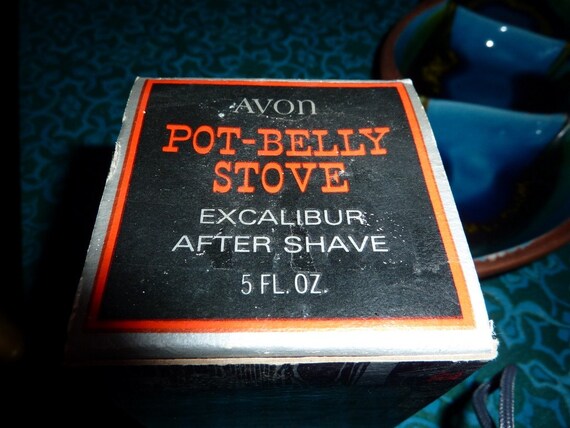 AVON
POT-BELLY
STOVE
EXCALIBUR
AFTER SHAVE
5 FL. OZ.